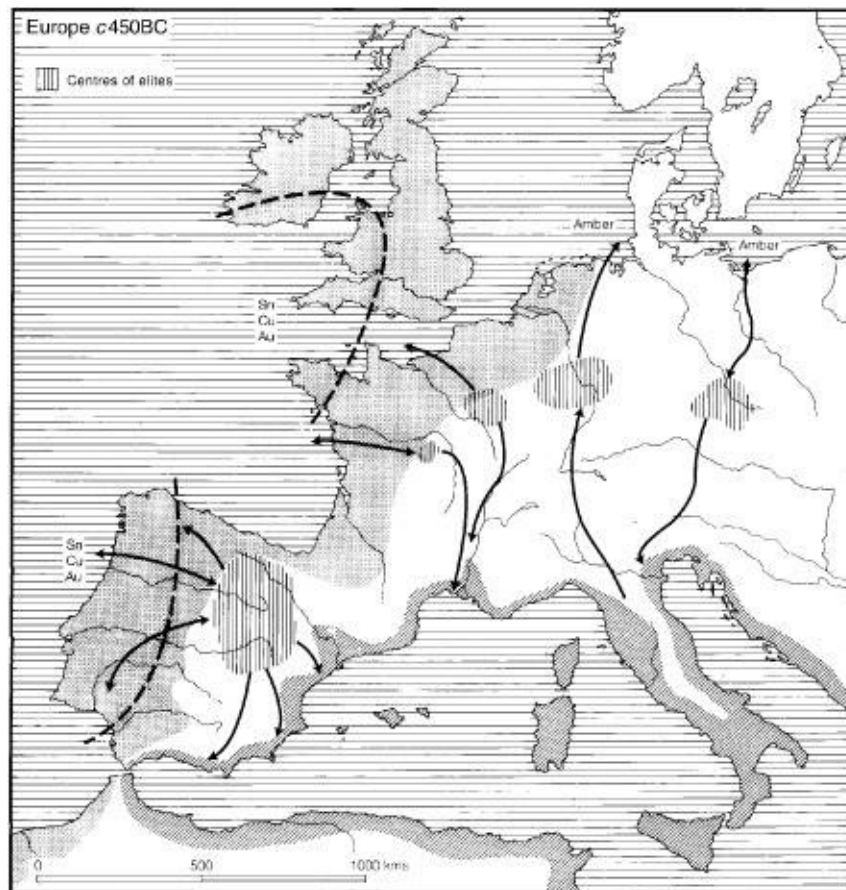 Europe c450BC
Centres of elites
Amber
Amber
Sn
Cu
Au
Sn
Cu
Au
0 500 1000 kms